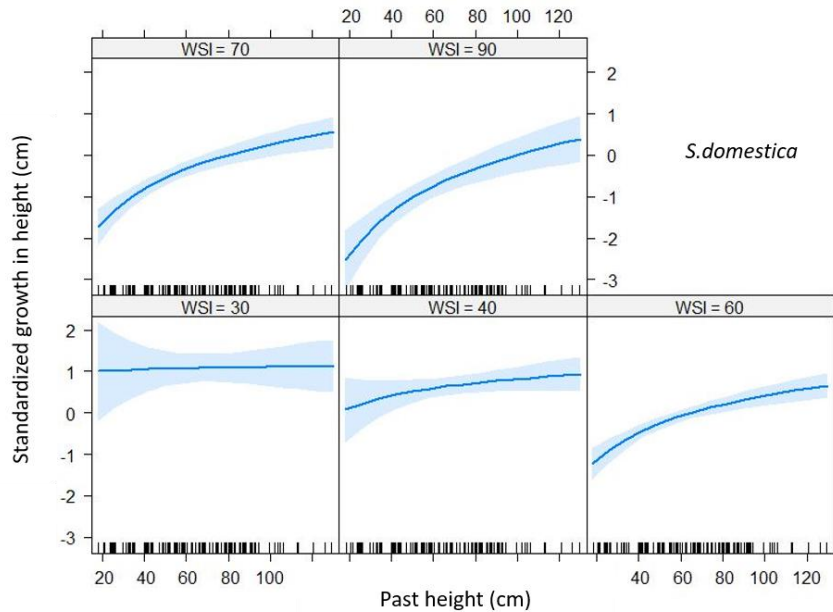 20 40 60 80 100 120
WSI = 70 WSI = 90
2
1
0
-1
-2
-3
S.domestica
Standardized growth in height (cm)
WSI = 30 WSI = 40 WSI = 60
2
1
0
-1
-2
-3
20 40 60 80 100
40 60 80 100 120
Past height (cm)